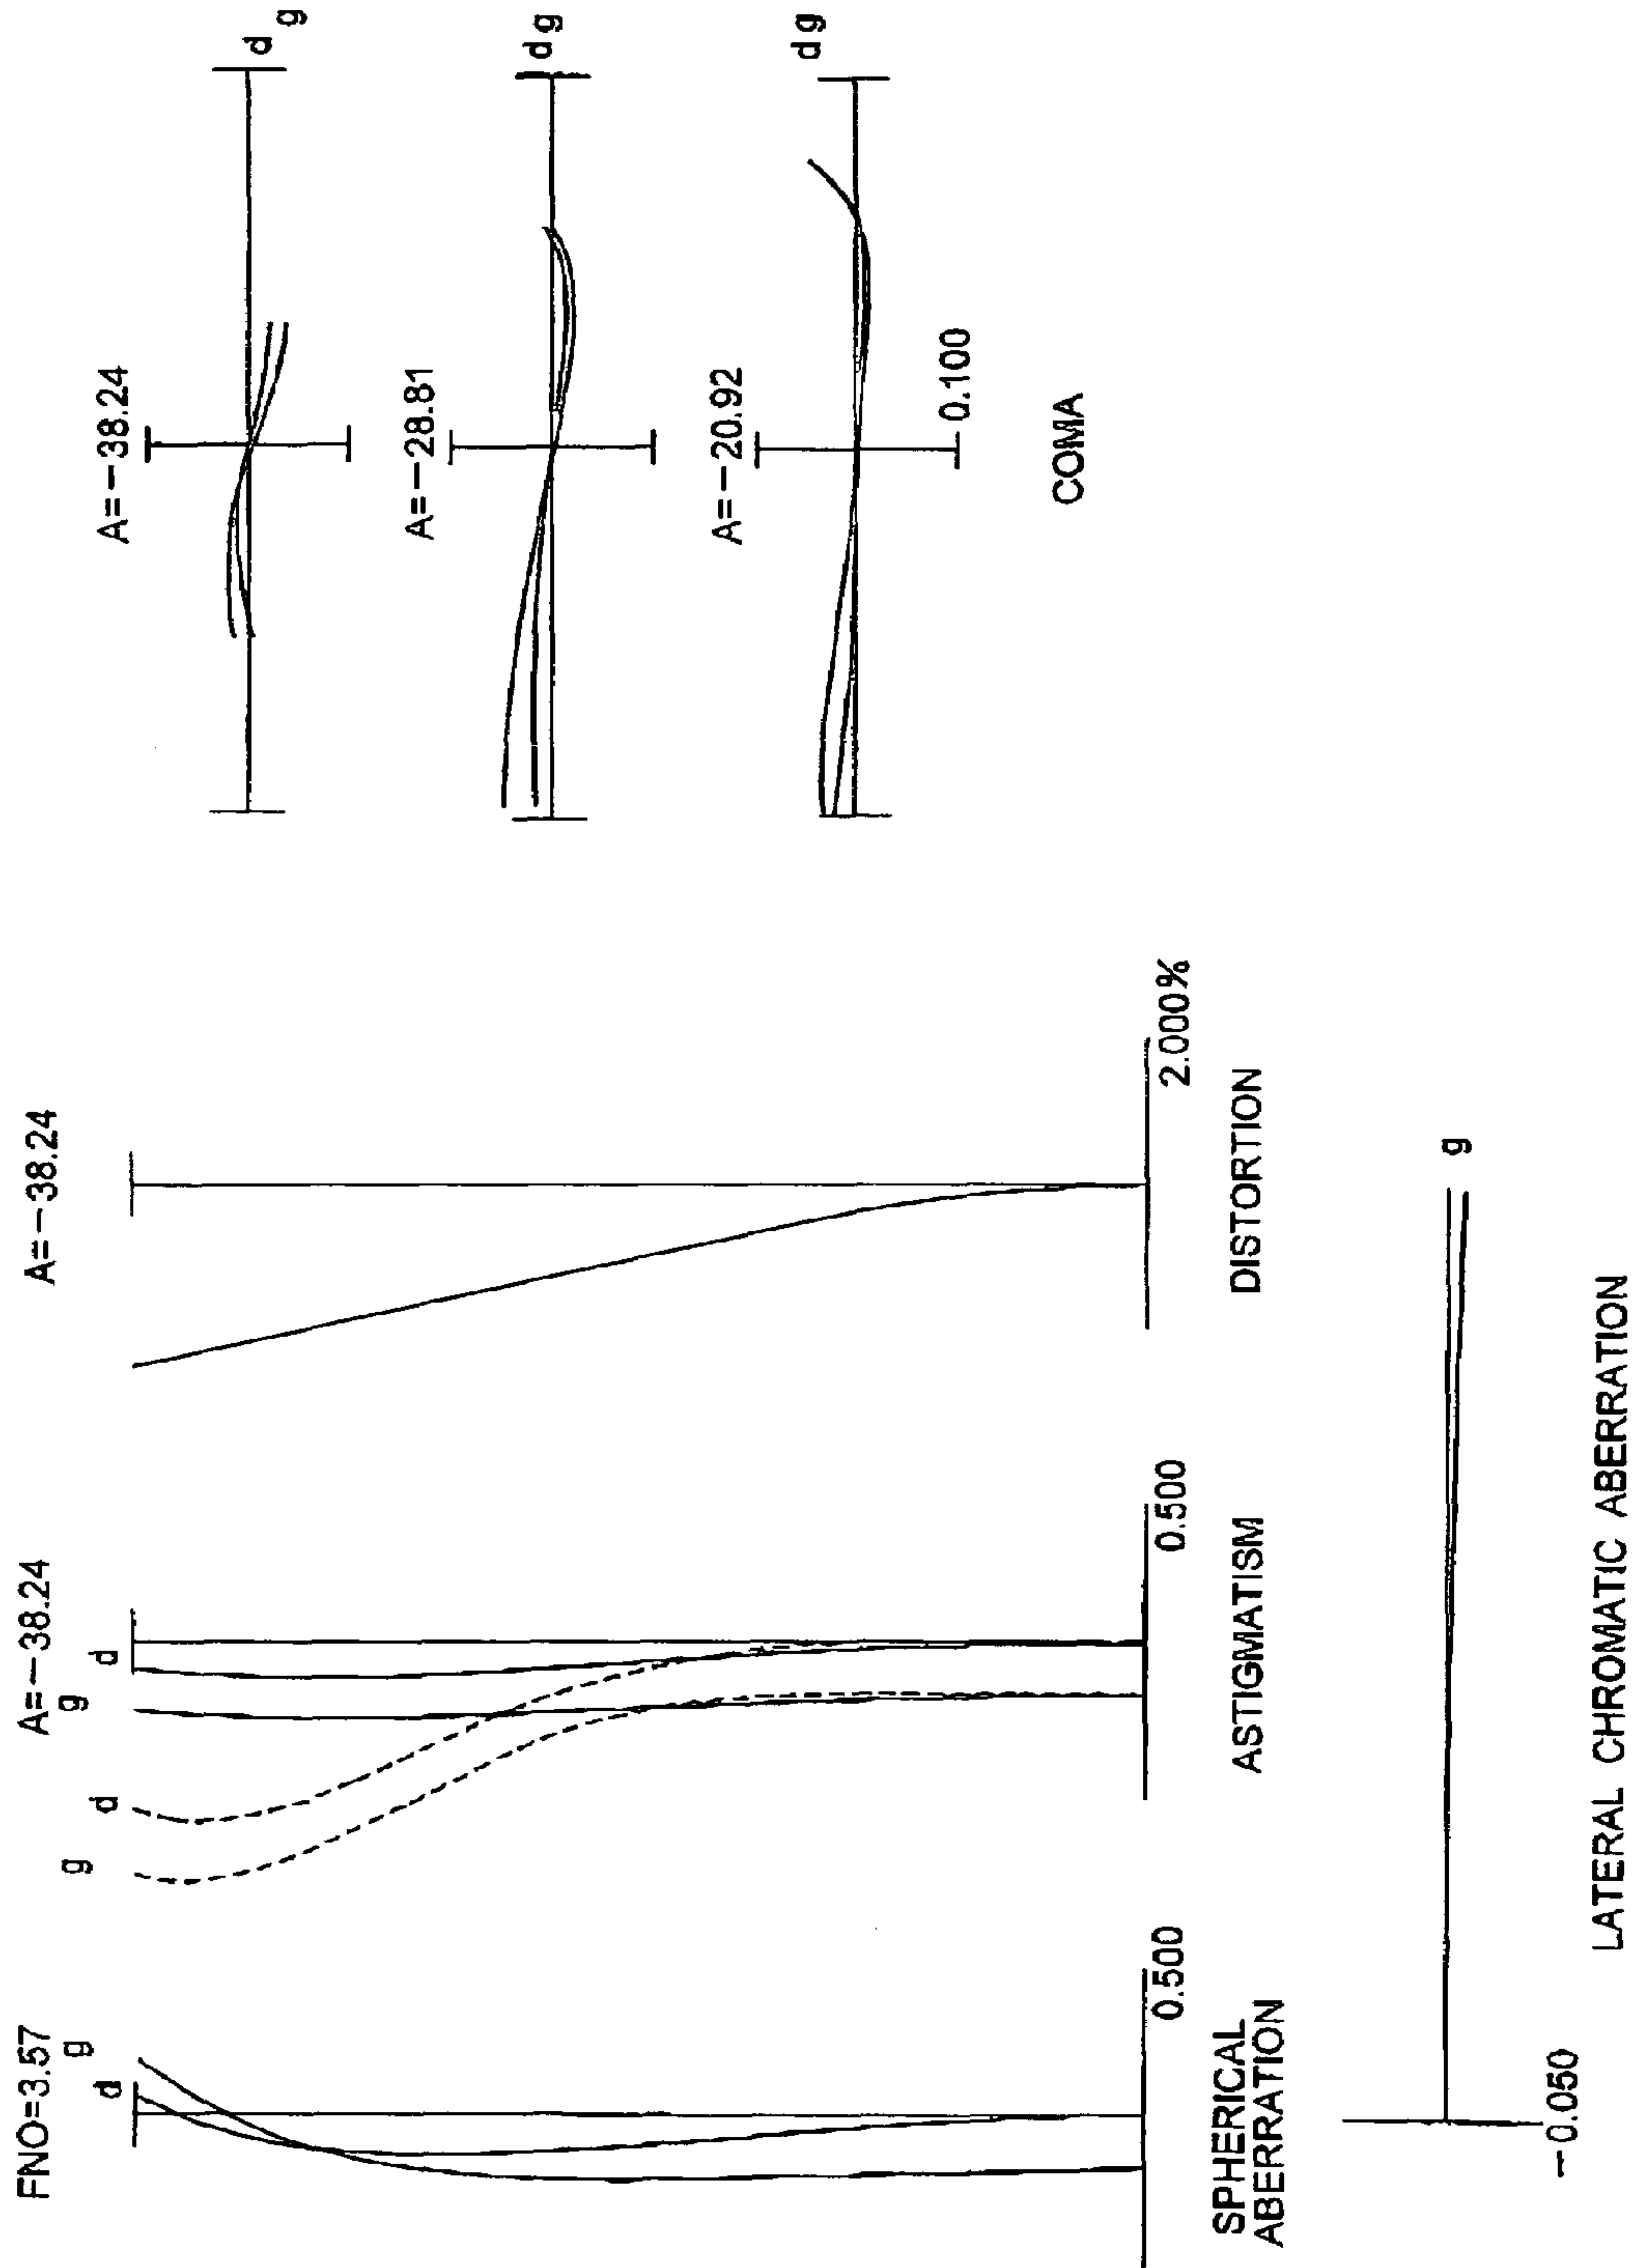 FNO=3.57
d
g
0.500
SPHERICAL
ABERRATION
A=−38.24
g
d
g
d
0.500
ASTIGMATISM
A=−38.24
2.000%
DISTORTION
A=−38.24
d
g
A=−28.81
d g
A=−20.92
d g
0.100
COMA
−0.050
g
LATERAL CHROMATIC ABERRATION